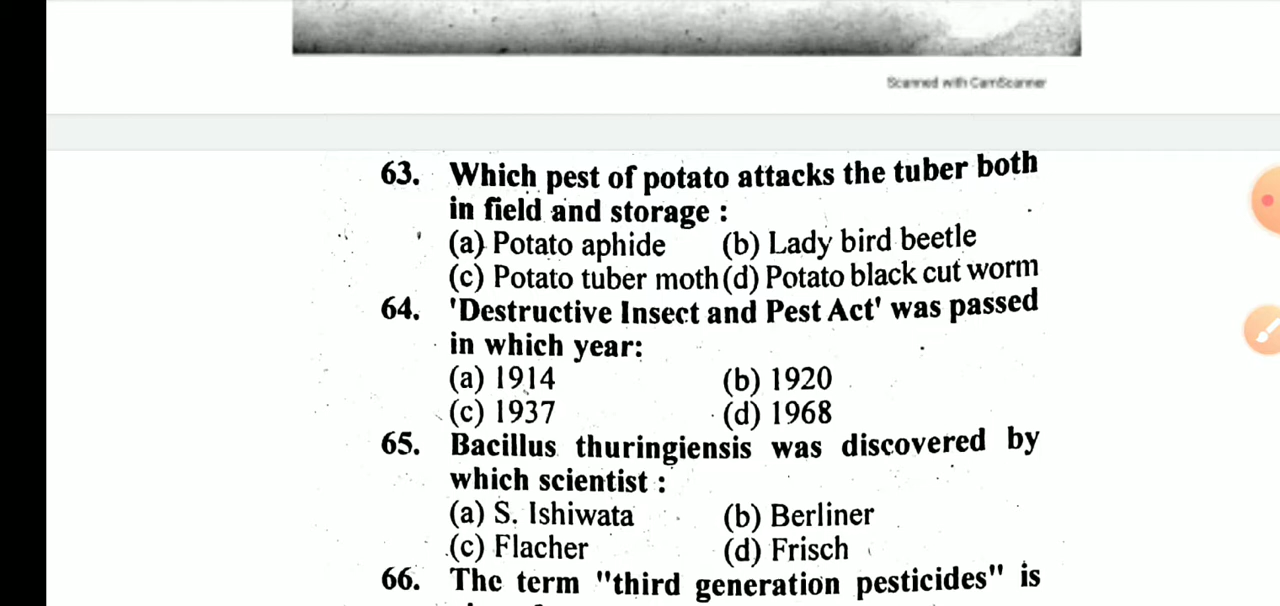 Scanned with CamScanner
63. Which pest of potato attacks the tuber both
in field and storage :
(a) Potato aphide (b) Lady bird beetle
(c) Potato tuber moth (d) Potato black cut worm
64. 'Destructive Insect and Pest Act' was passed
in which year:
(a) 1914 (b) 1920
(c) 1937 (d) 1968
65. Bacillus thuringiensis was discovered by
which scientist :
(a) S. Ishiwata (b) Berliner
(c) Flacher (d) Frisch
66. The term "third generation pesticides" is